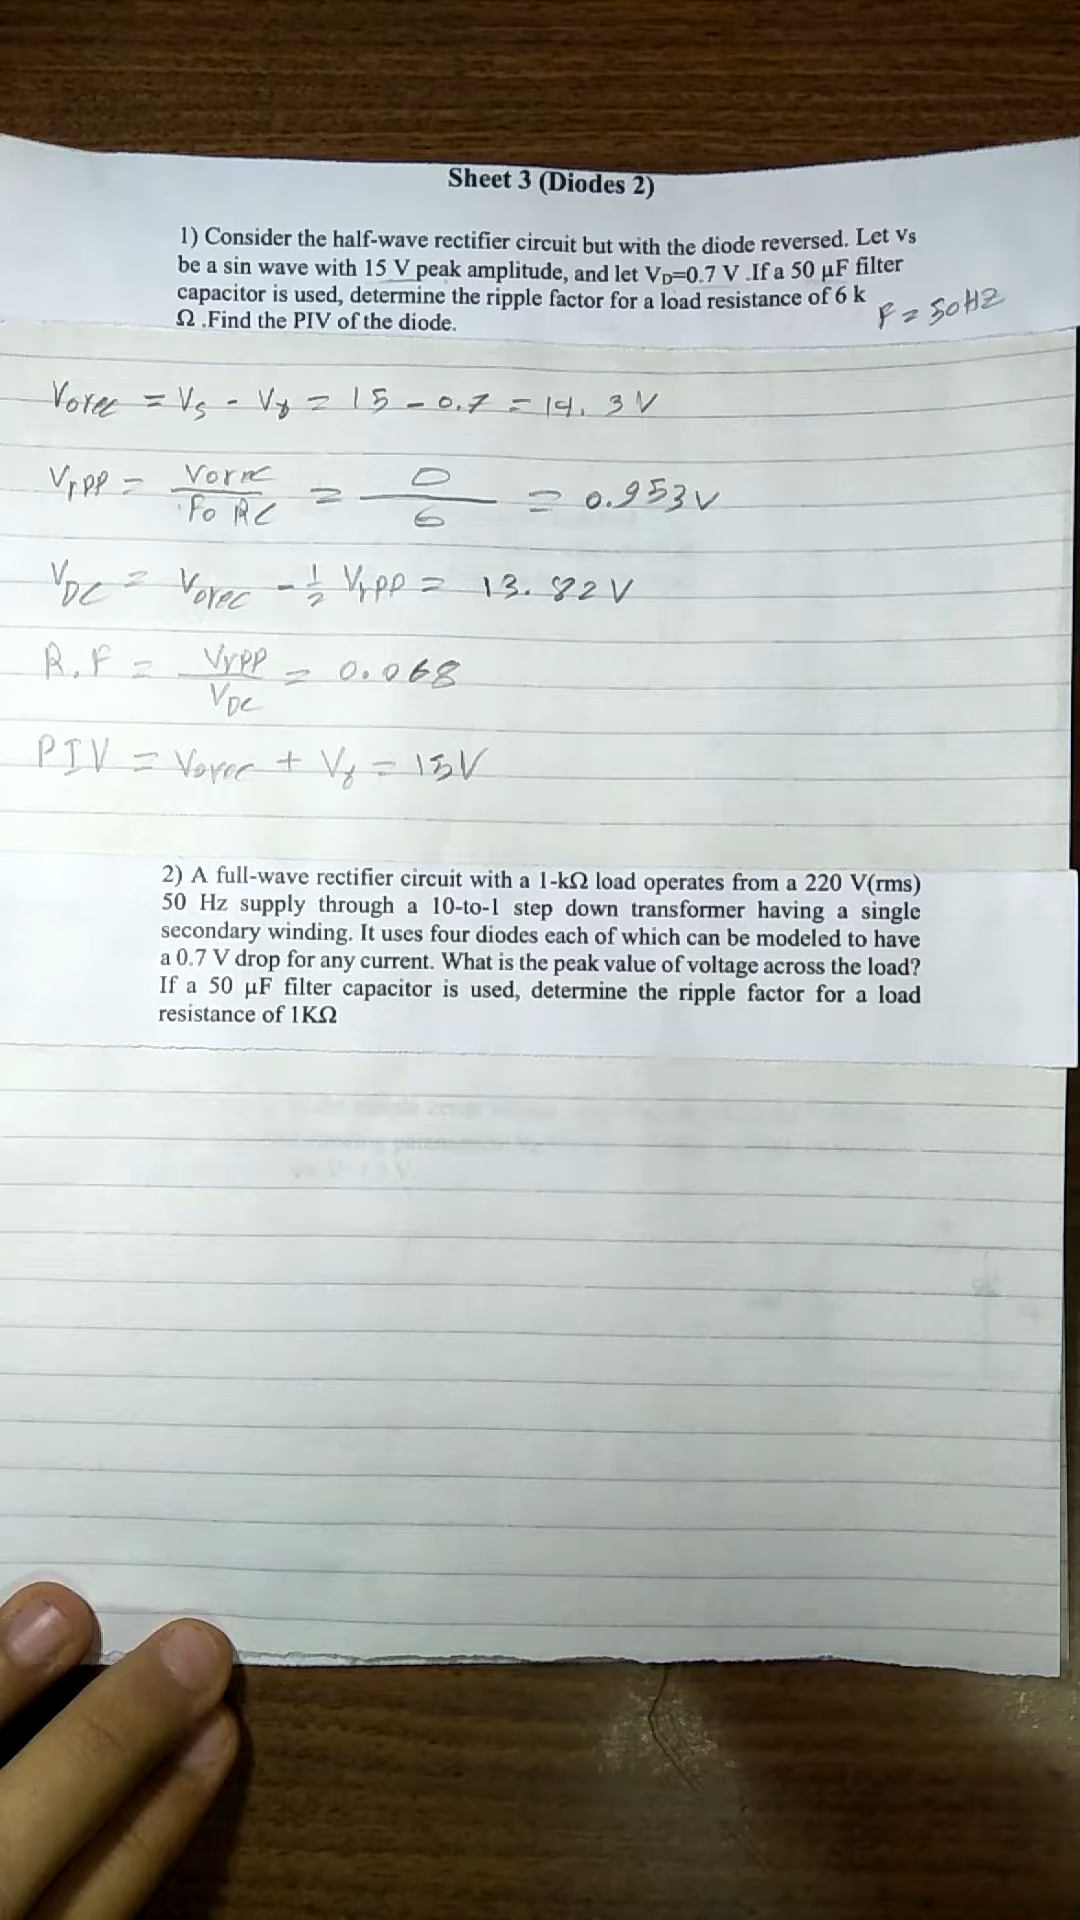 Sheet 3 (Diodes 2)
1) Consider the half-wave rectifier circuit but with the diode reversed. Let vs
be a sin wave with 15 V peak amplitude, and let VD=0.7 V .If a 50 μF filter
capacitor is used, determine the ripple factor for a load resistance of 6 k
Ω .Find the PIV of the diode.
F = 50HZ
Vorec = Vs - Vγ = 15 - 0.7 = 14.3V
VrPP = Vorec / Fo RC = 0 / 6 = 0.953V
VDC = Vorec - 1/2 VrPP = 13.82V
R.F = VrPP / VDC = 0.068
PIV = Vorec + Vγ = 15V
2) A full-wave rectifier circuit with a 1-kΩ load operates from a 220 V(rms)
50 Hz supply through a 10-to-1 step down transformer having a single
secondary winding. It uses four diodes each of which can be modeled to have
a 0.7 V drop for any current. What is the peak value of voltage across the load?
If a 50 μF filter capacitor is used, determine the ripple factor for a load
resistance of 1KΩ